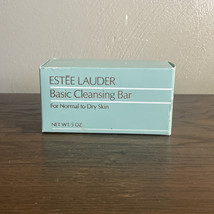 ESTĒE LAUDER
Basic Cleansing Bar
For Normal to Dry Skin
NET WT. 5 OZ.